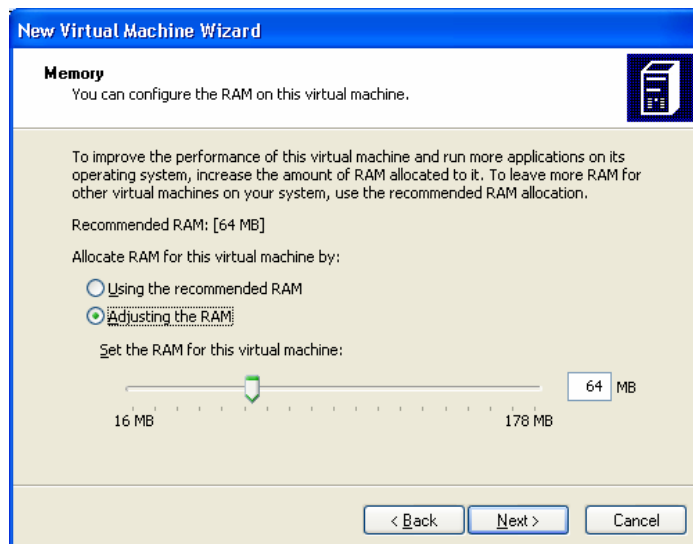 New Virtual Machine Wizard
Memory
You can configure the RAM on this virtual machine.
To improve the performance of this virtual machine and run more applications on its
operating system, increase the amount of RAM allocated to it. To leave more RAM for
other virtual machines on your system, use the recommended RAM allocation.
Recommended RAM: [64 MB]
Allocate RAM for this virtual machine by:
Using the recommended RAM
Adjusting the RAM
Set the RAM for this virtual machine:
64 MB
16 MB 178 MB
< Back Next > Cancel